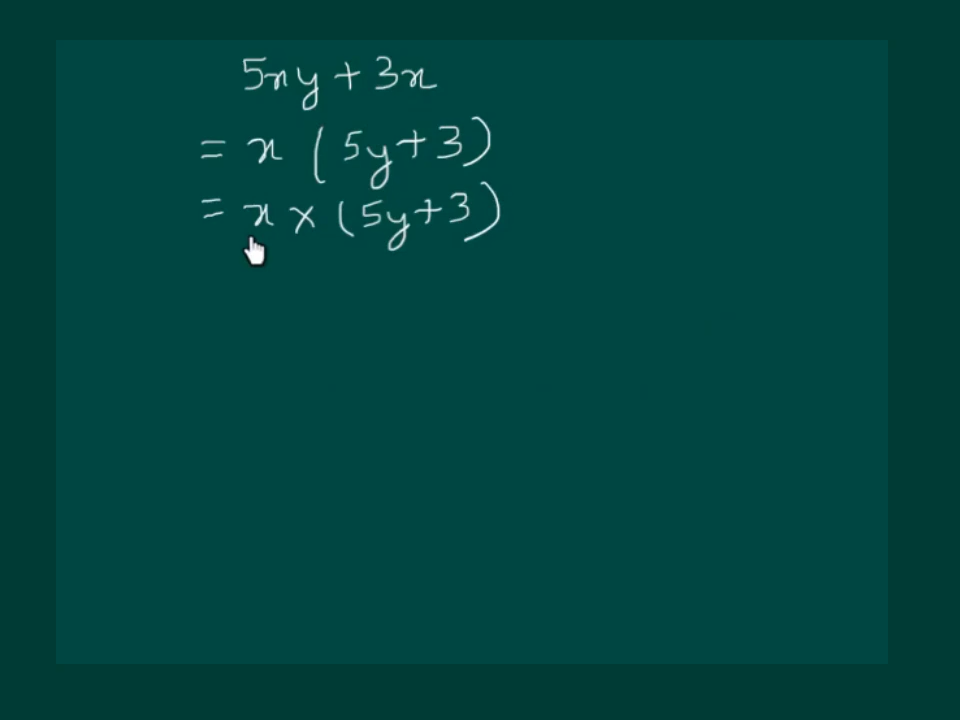 5xy + 3x
= x (5y+3)
= x × (5y+3)